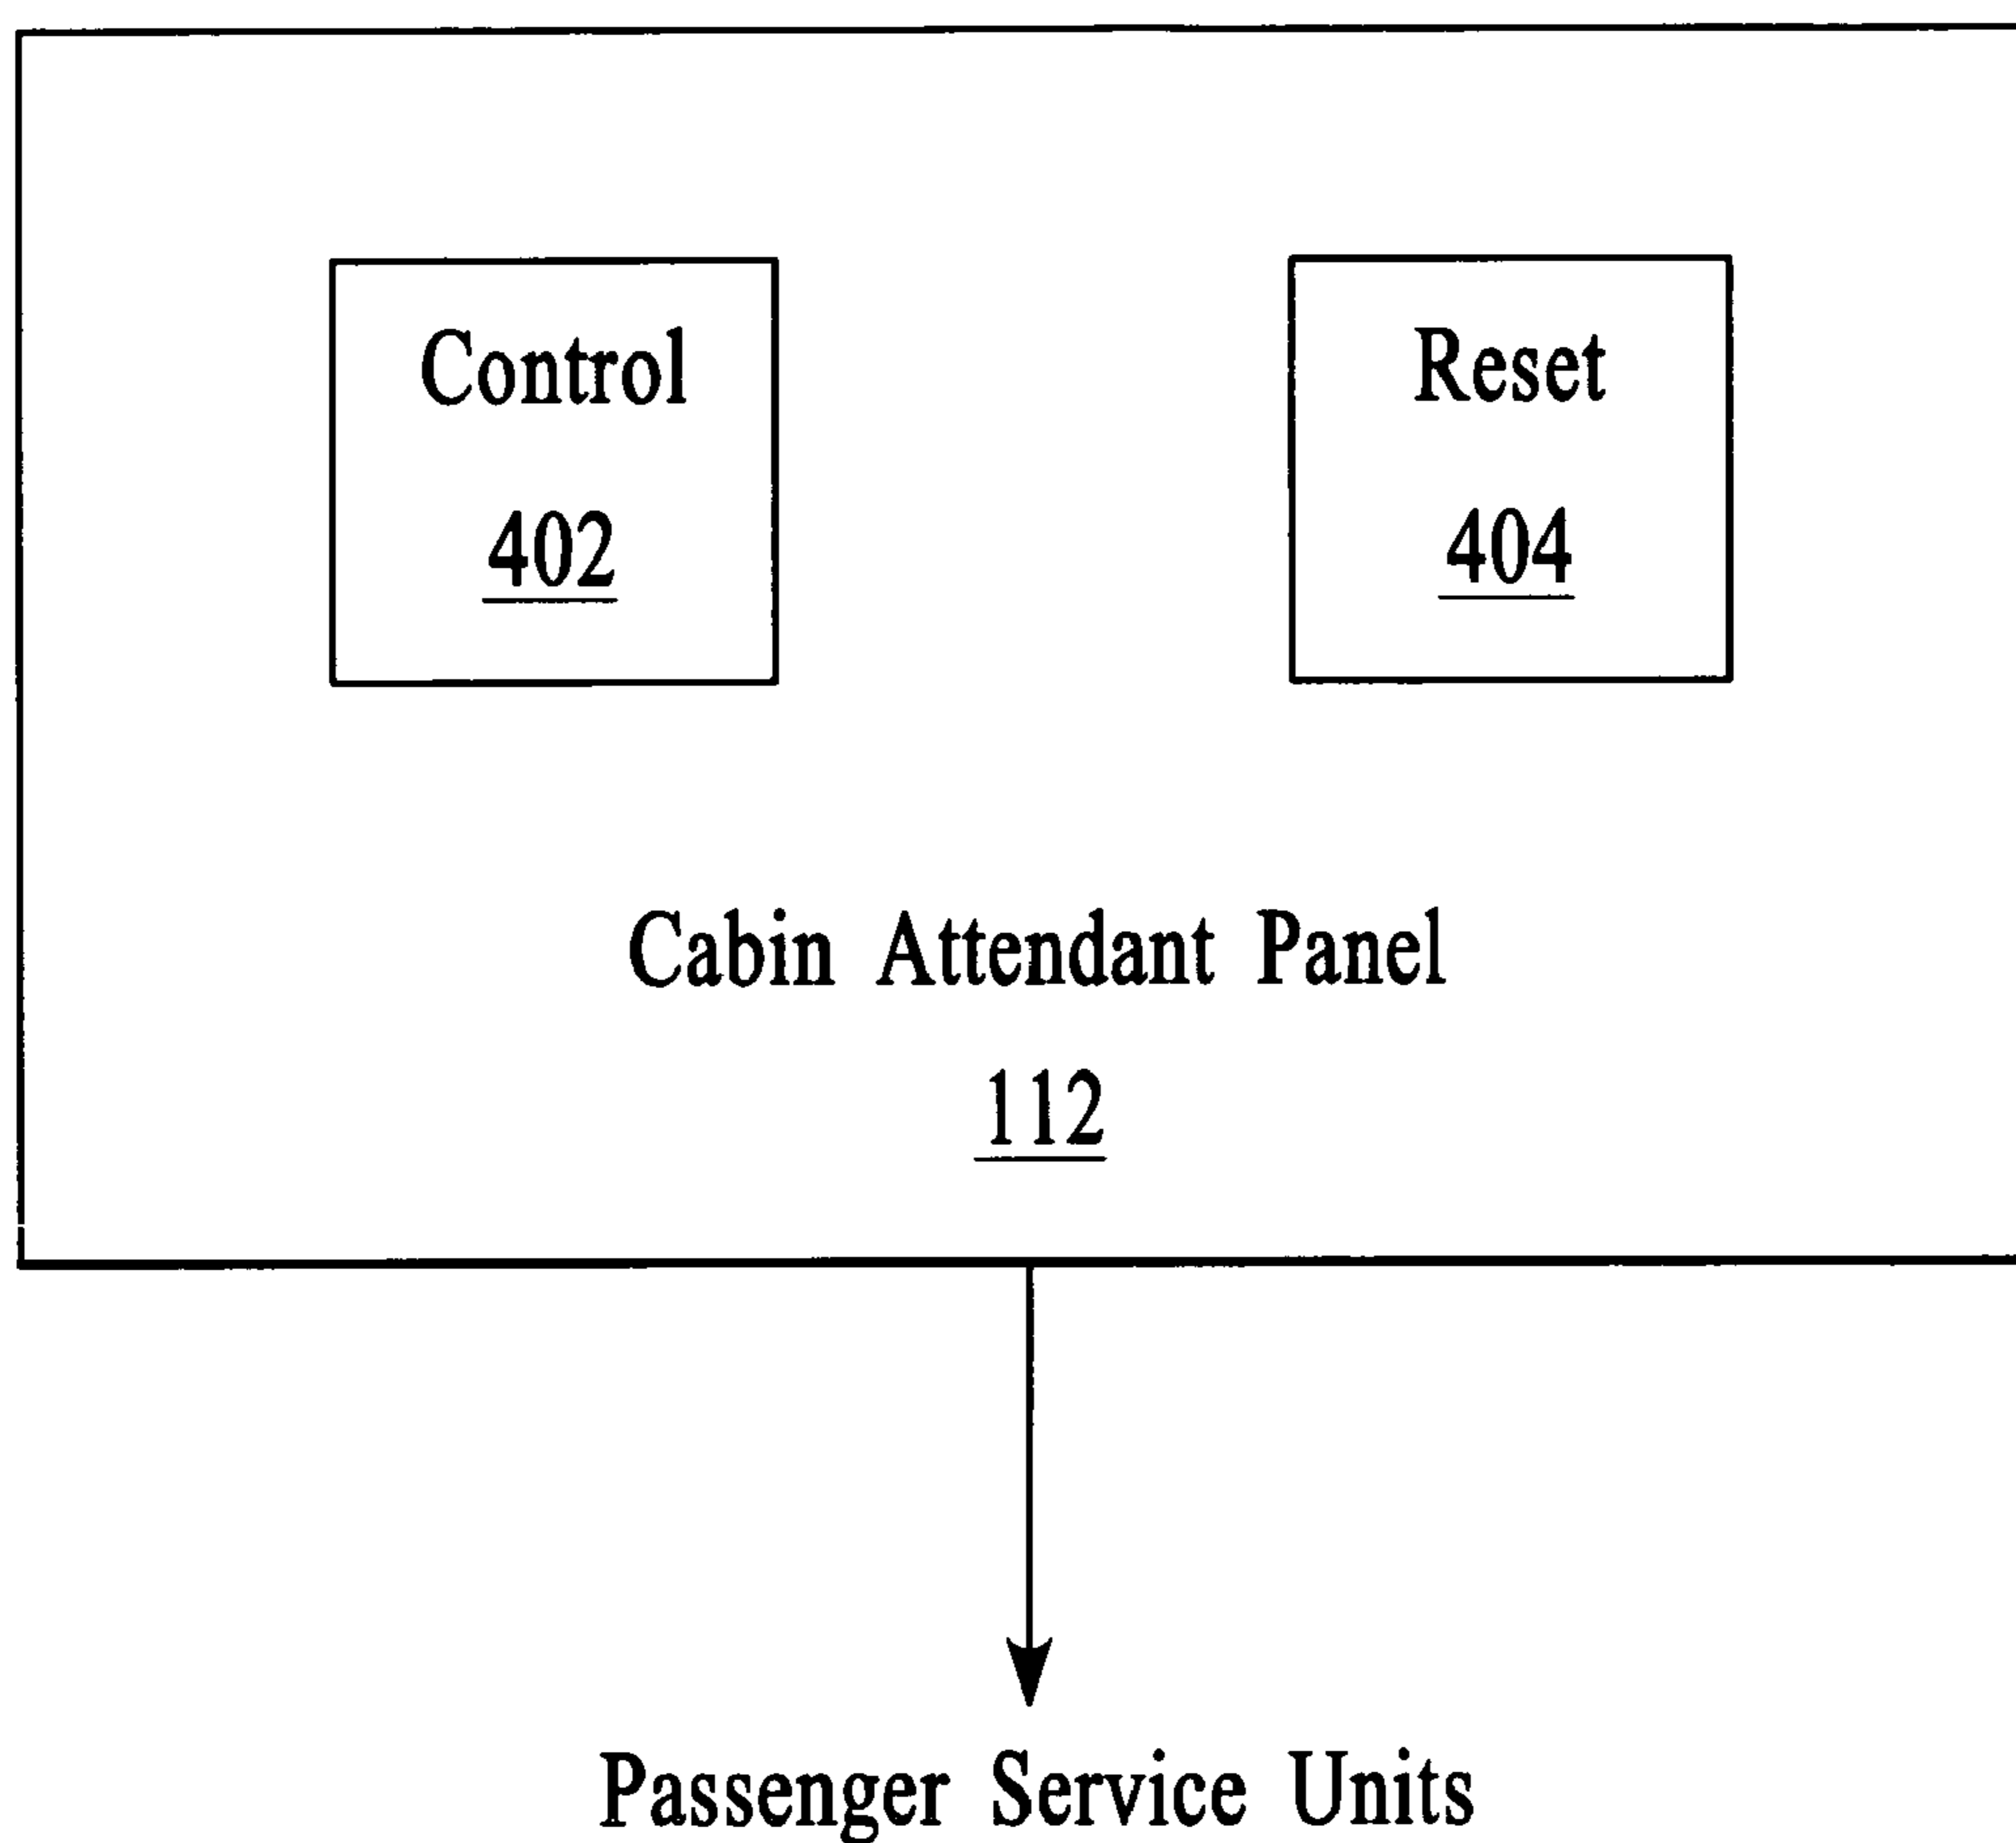 Control
402
Reset
404
Cabin Attendant Panel
112
Passenger Service Units